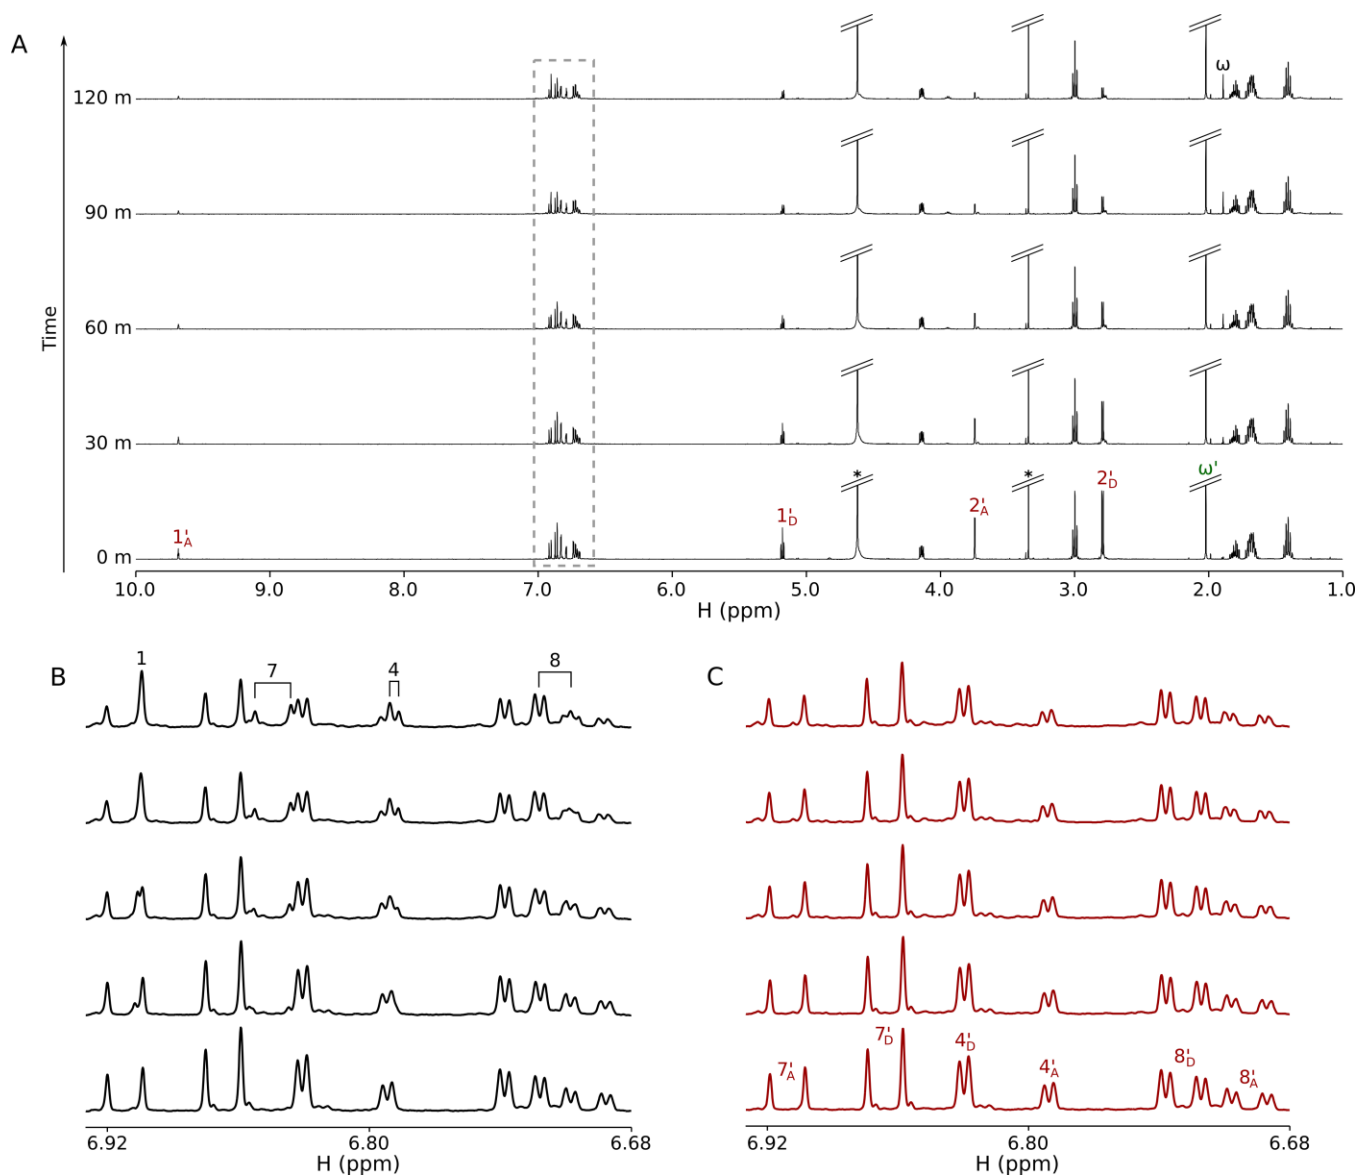 A
ω
120 m
90 m
60 m
30 m
* * ω'
1'D 2'A 2'D
1'A
0 m
Time
10.0 9.0 8.0 7.0 6.0 5.0 4.0 3.0 2.0 1.0
H (ppm)
B
1 7 4 8
6.92 6.80 6.68
H (ppm)
C
7'A 7'D 4'D 4'A 8'D 8'A
6.92 6.80 6.68
H (ppm)